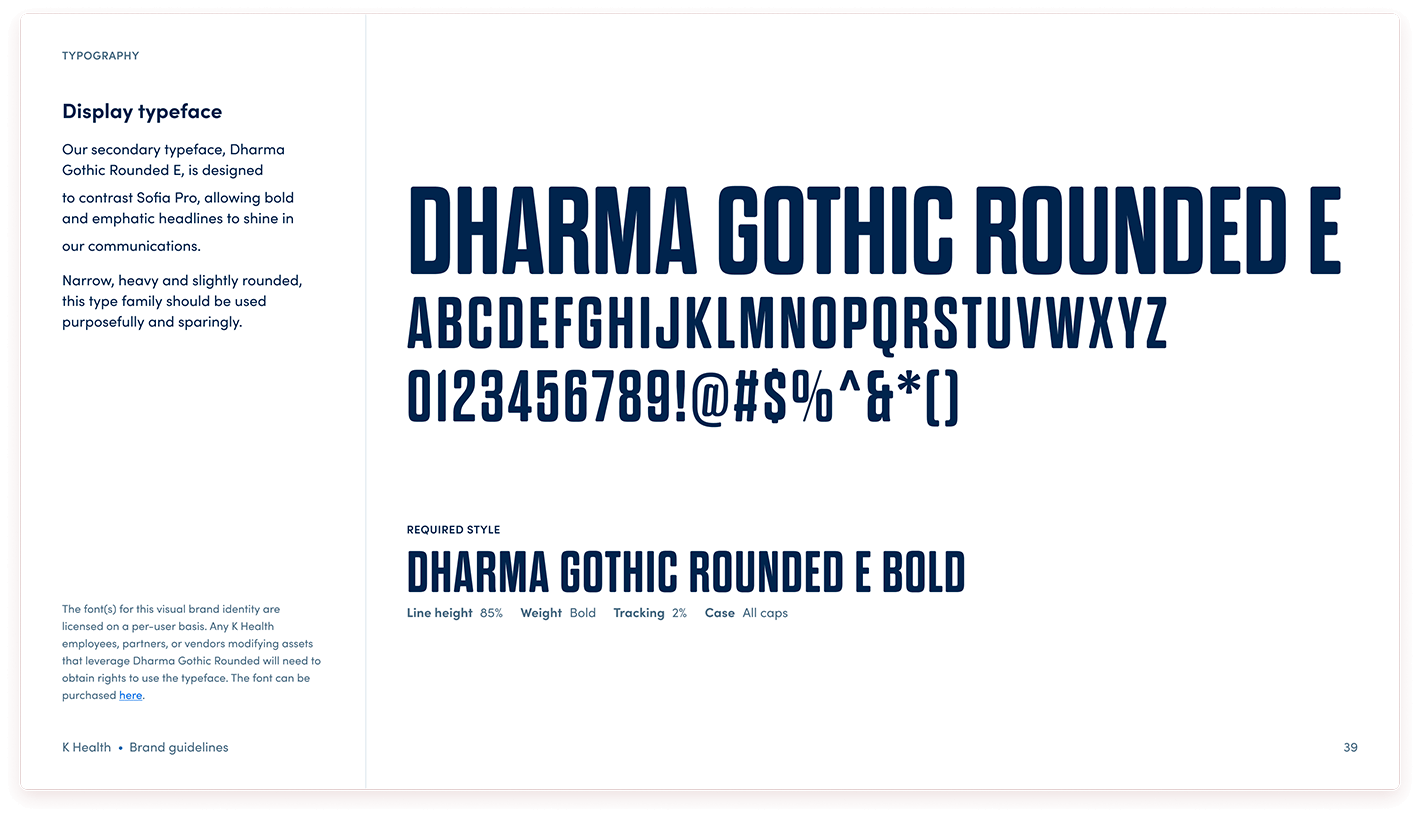 TYPOGRAPHY
Display typeface
Our secondary typeface, Dharma
Gothic Rounded E, is designed
to contrast Sofia Pro, allowing bold
and emphatic headlines to shine in
our communications.
Narrow, heavy and slightly rounded,
this type family should be used
purposefully and sparingly.
The font(s) for this visual brand identity are
licensed on a per-user basis. Any K Health
employees, partners, or vendors modifying assets
that leverage Dharma Gothic Rounded will need to
obtain rights to use the typeface. The font can be
purchased here.
K Health • Brand guidelines
DHARMA GOTHIC ROUNDED E
ABCDEFGHIJKLMNOPQRSTUVWXYZ
0123456789!@#$%^&*()
REQUIRED STYLE
DHARMA GOTHIC ROUNDED E BOLD
Line height 85% Weight Bold Tracking 2% Case All caps
39